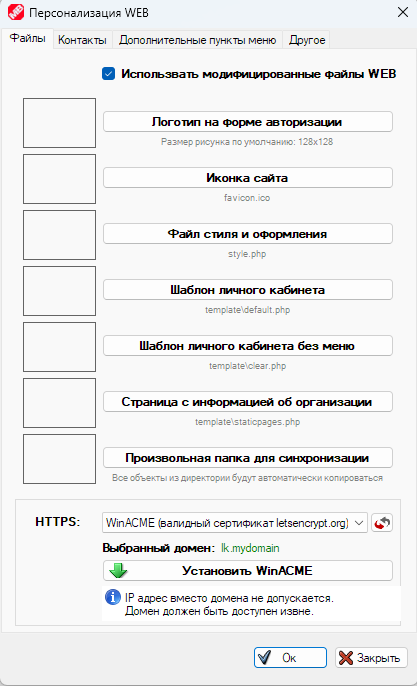 Персонализация WEB
Файлы Контакты Дополнительные пункты меню Другое
Использвать модифицированные файлы WEB
Логотип на форме авторизации
Размер рисунка по умолчанию: 128x128
Иконка сайта
favicon.ico
Файл стиля и оформления
style.php
Шаблон личного кабинета
template\default.php
Шаблон личного кабинета без меню
template\clear.php
Страница с информацией об организации
template\staticpages.php
Произвольная папка для синхронизации
Все объекты из директории будут автоматически копироваться
HTTPS: WinACME (валидный сертификат letsencrypt.org)
Выбранный домен: lk.mydomain
Установить WinACME
IP адрес вместо домена не допускается.
Домен должен быть доступен извне.
Ок Закрыть